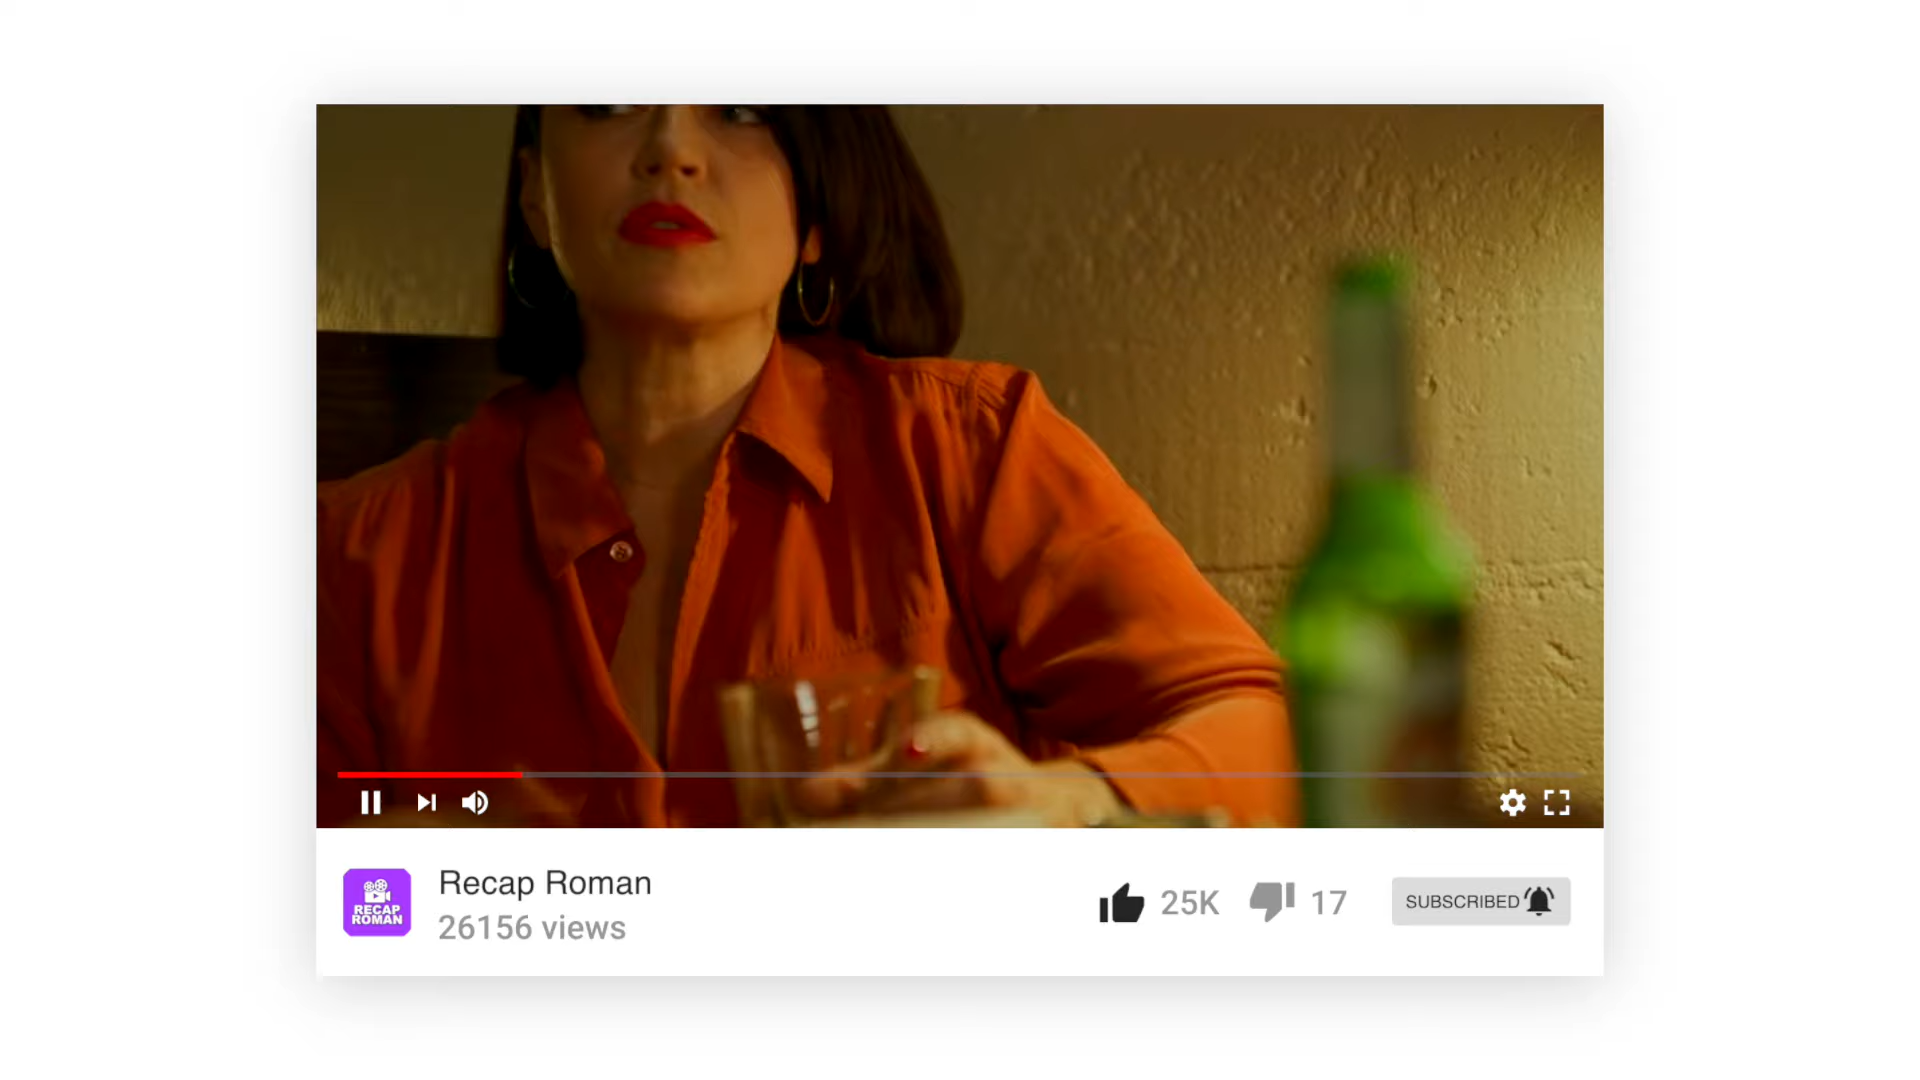 RECAP
ROMAN
Recap Roman
26156 views
25K
17
SUBSCRIBED